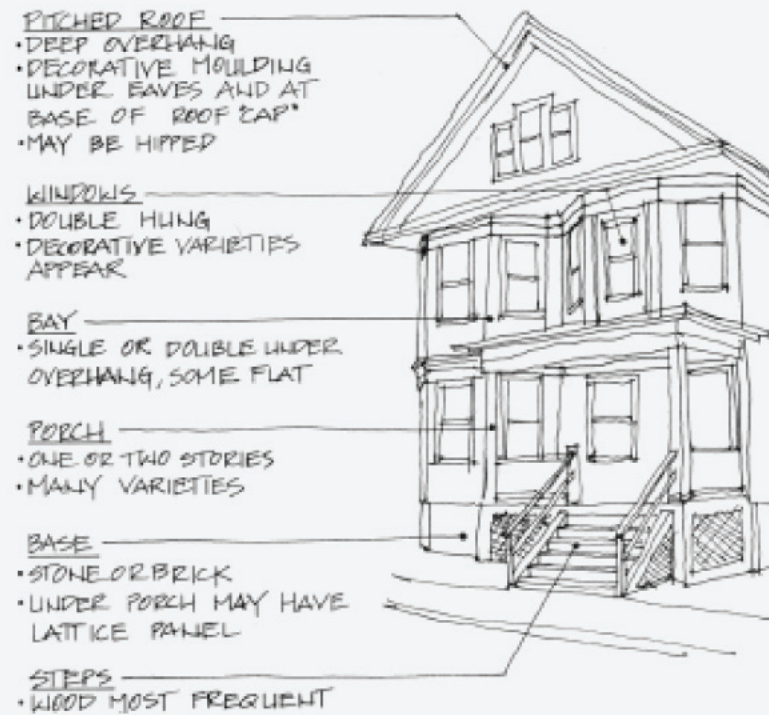 PITCHED ROOF
•DEEP OVERHANG
•DECORATIVE MOULDING
UNDER EAVES AND AT
BASE OF ROOF "CAP"
•MAY BE HIPPED
WINDOWS
•DOUBLE HUNG
•DECORATIVE VARIETIES
APPEAR
BAY
•SINGLE OR DOUBLE UNDER
OVERHANG, SOME FLAT
PORCH
•ONE OR TWO STORIES
•MANY VARIETIES
BASE
•STONE OR BRICK
•UNDER PORCH MAY HAVE
LATTICE PANEL
STEPS
•WOOD MOST FREQUENT